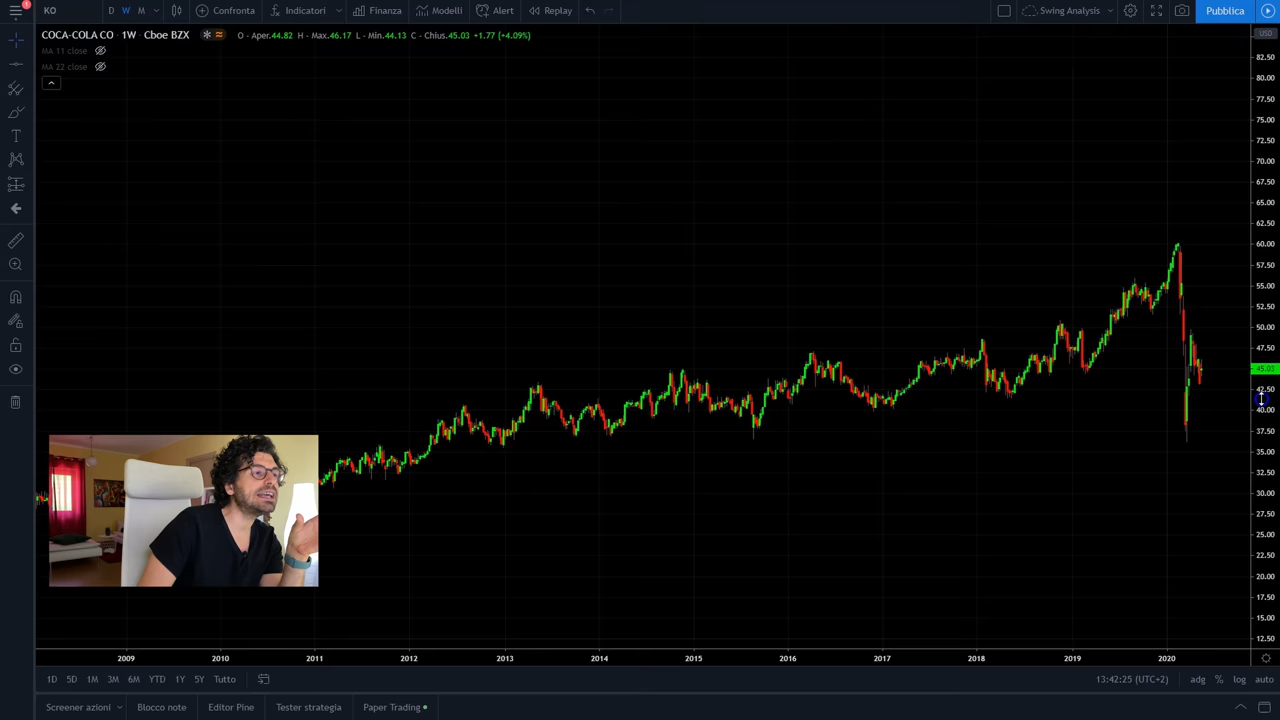 1
KO
D W M
Confronta
Indicatori
Finanza
Modelli
Alert
Replay
Swing Analysis
Pubblica
COCA-COLA CO · 1W · Cboe BZX
O - Aper.44.82 H - Max.46.17 L - Min.44.13 C - Chius.45.03 +1.77 (+4.09%)
USD
MA 11 close
MA 22 close
82.50
80.00
77.50
75.00
72.50
70.00
67.50
65.00
62.50
60.00
57.50
55.00
52.50
50.00
47.50
45.03
42.50
40.00
37.50
35.00
32.50
30.00
27.50
25.00
22.50
20.00
17.50
15.00
12.50
2009 2010 2011 2012 2013 2014 2015 2016 2017 2018 2019 2020
1D 5D 1M 3M 6M YTD 1Y 5Y Tutto
13:42:25 (UTC+2)
adg % log auto
Screener azioni
Blocco note
Editor Pine
Tester strategia
Paper Trading